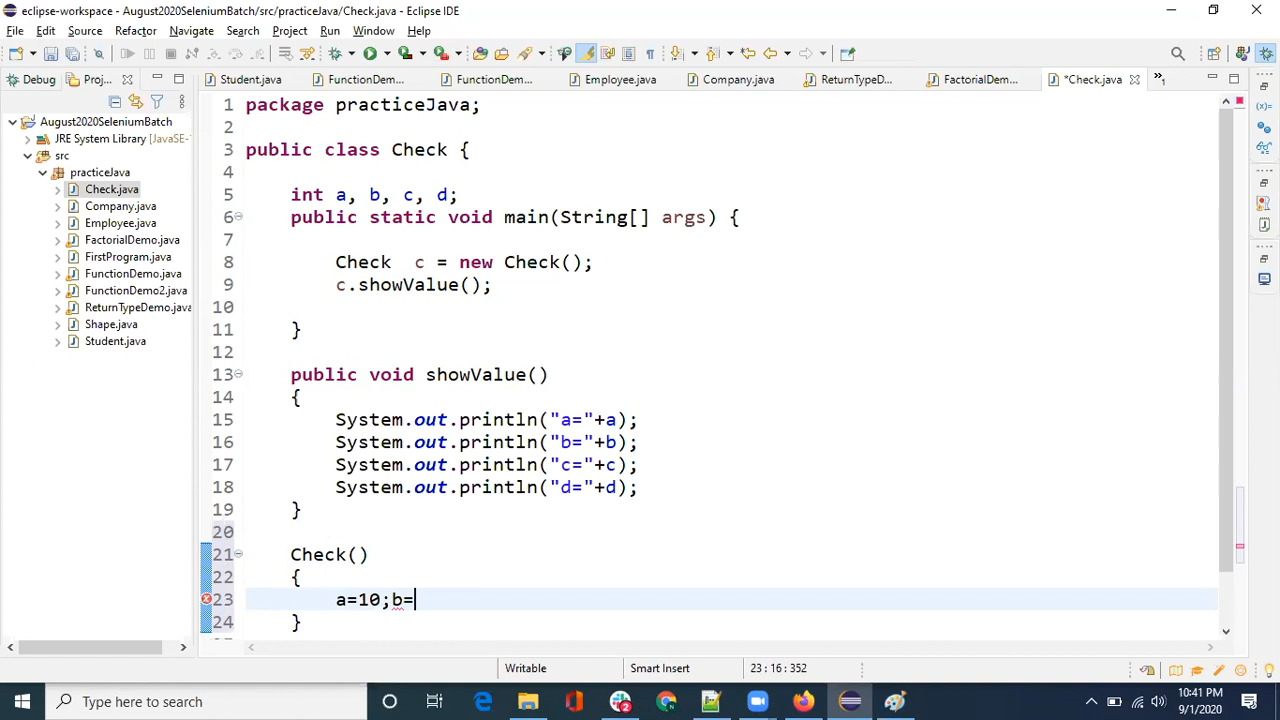 eclipse-workspace - August2020SeleniumBatch/src/practiceJava/Check.java - Eclipse IDE
File Edit Source Refactor Navigate Search Project Run Window Help
Debug Proj... Student.java FunctionDem... FunctionDem... Employee.java Company.java ReturnTypeD... FactorialDem... *Check.java »1
August2020SeleniumBatch
JRE System Library [JavaSE-
src
practiceJava
Check.java
Company.java
Employee.java
FactorialDemo.java
FirstProgram.java
FunctionDemo.java
FunctionDemo2.java
ReturnTypeDemo.java
Shape.java
Student.java
1 package practiceJava;
2
3 public class Check {
4
5 int a, b, c, d;
6 public static void main(String[] args) {
7
8 Check  c = new Check();
9 c.showValue();
10
11 }
12
13 public void showValue()
14 {
15 System.out.println("a="+a);
16 System.out.println("b="+b);
17 System.out.println("c="+c);
18 System.out.println("d="+d);
19 }
20
21 Check()
22 {
23 a=10;b=
24 }
Writable Smart Insert 23 : 16 : 352
Type here to search
2
10:41 PM
9/1/2020